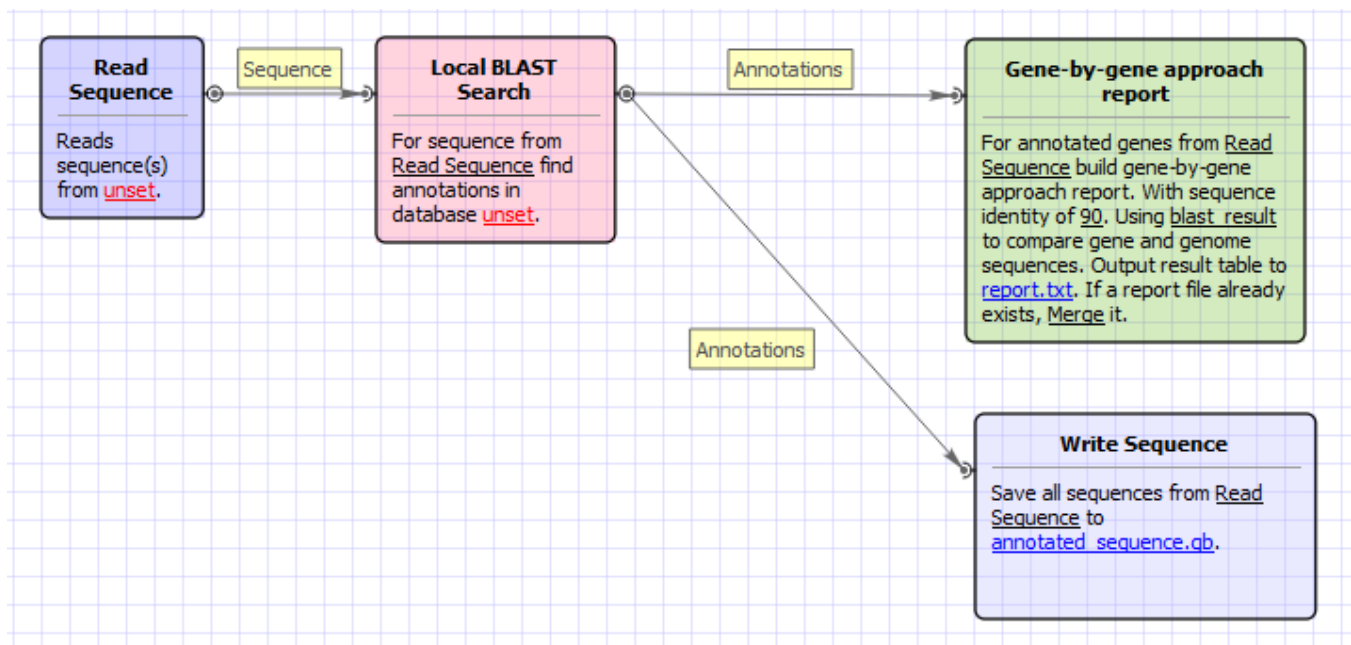 Read
Sequence
Reads
sequence(s)
from unset.
Sequence
Local BLAST
Search
For sequence from
Read Sequence find
annotations in
database unset.
Annotations
Gene-by-gene approach
report
For annotated genes from Read
Sequence build gene-by-gene
approach report. With sequence
identity of 90. Using blast_result
to compare gene and genome
sequences. Output result table to
report.txt. If a report file already
exists, Merge it.
Annotations
Write Sequence
Save all sequences from Read
Sequence to
annotated_sequence.gb.